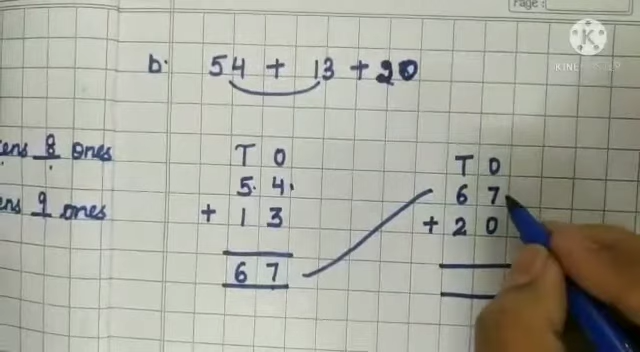 Page:
b. 54 + 13 + 20
ens 8 ones
ens 9 ones
T O
5 4
+ 1 3
6 7
T O
6 7
+ 2 0